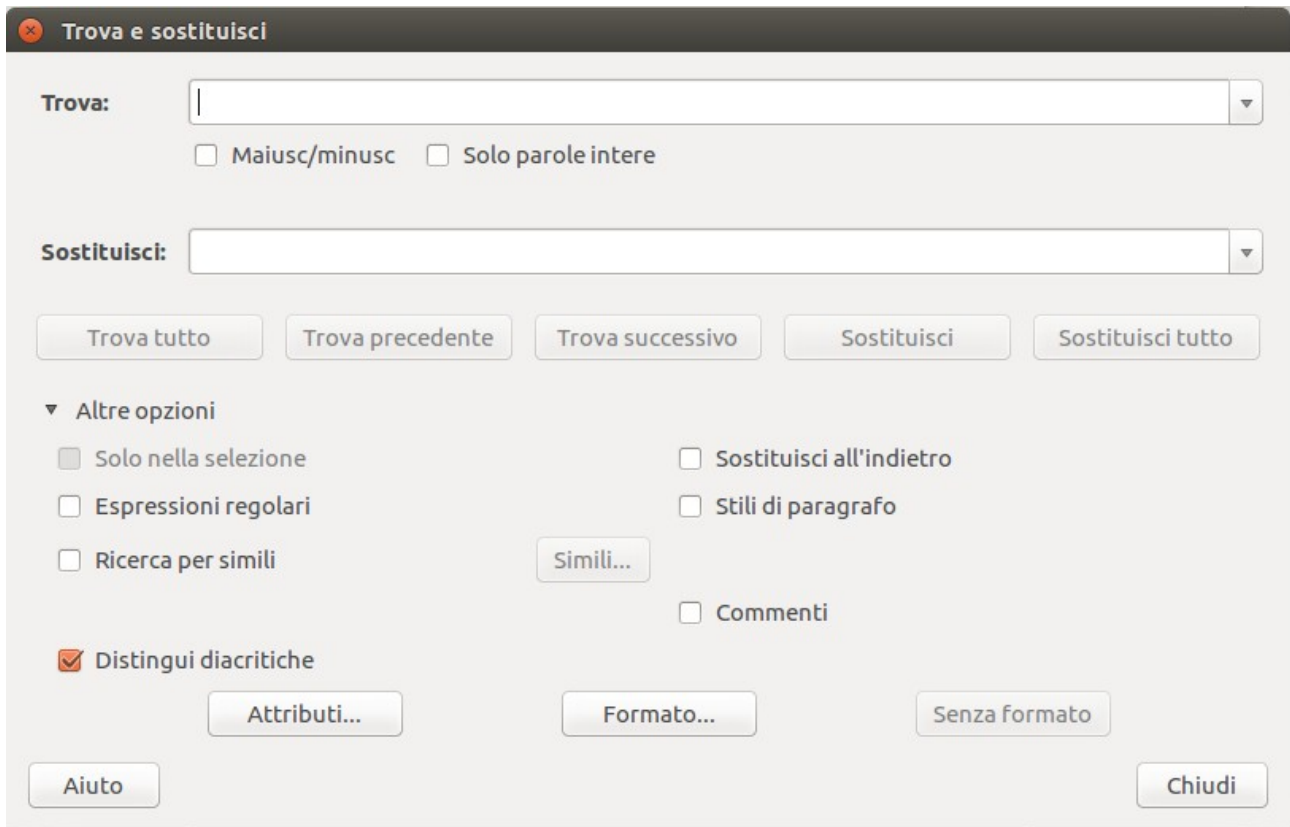 Trova e sostituisci
Trova:
Maiusc/minusc Solo parole intere
Sostituisci:
Trova tutto Trova precedente Trova successivo Sostituisci Sostituisci tutto
Altre opzioni
Solo nella selezione Sostituisci all'indietro
Espressioni regolari Stili di paragrafo
Ricerca per simili Simili...
Commenti
Distingui diacritiche
Attributi... Formato... Senza formato
Aiuto Chiudi